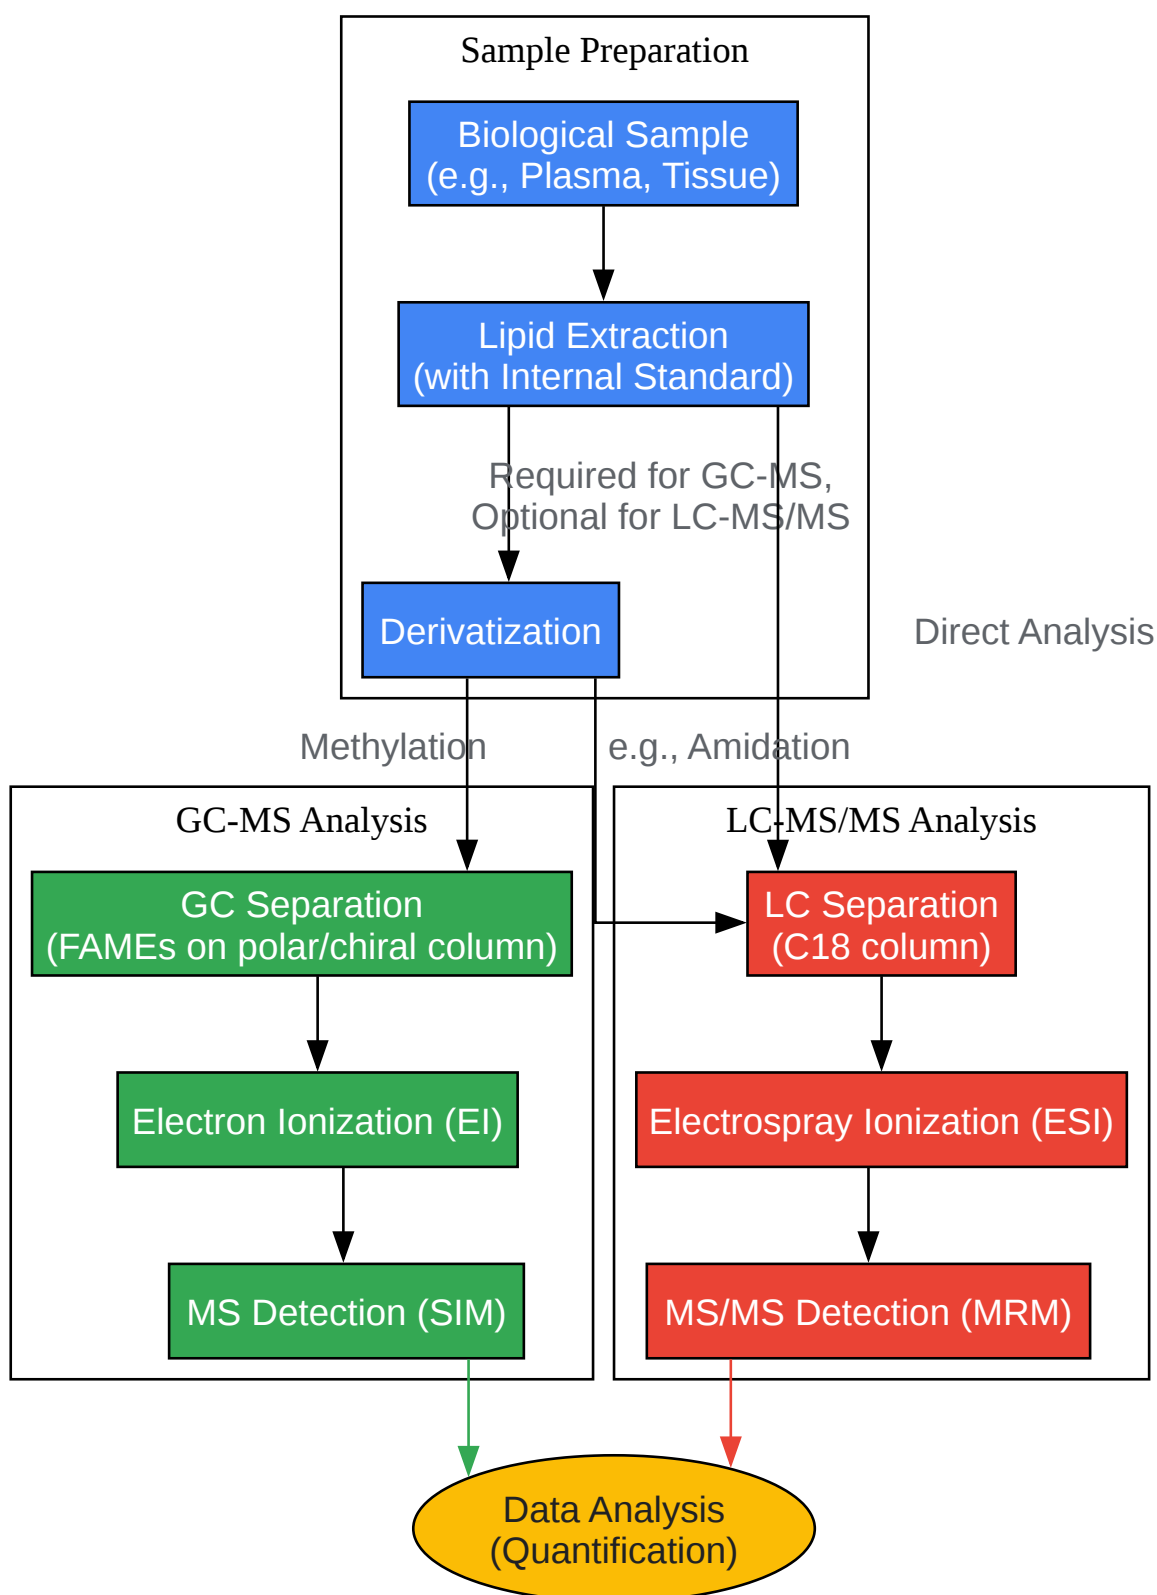 Sample Preparation
Biological Sample
(e.g., Plasma, Tissue)
Lipid Extraction
(with Internal Standard)
Required for GC-MS,
Optional for LC-MS/MS
Derivatization
Direct Analysis
Methylation
e.g., Amidation
GC-MS Analysis
GC Separation
(FAMEs on polar/chiral column)
Electron Ionization (EI)
MS Detection (SIM)
LC-MS/MS Analysis
LC Separation
(C18 column)
Electrospray Ionization (ESI)
MS/MS Detection (MRM)
Data Analysis
(Quantification)